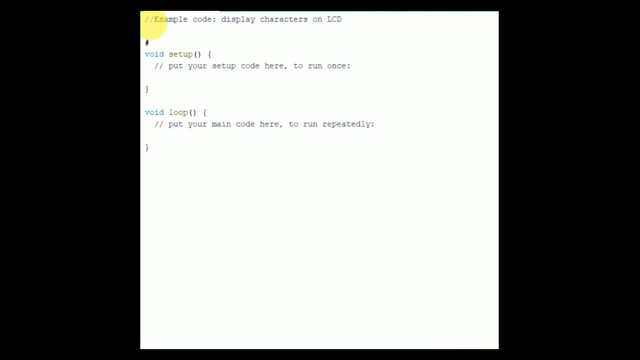 //Example code: display characters on LCD
#
void setup() {
// put your setup code here, to run once:
}
void loop() {
// put your main code here, to run repeatedly:
}